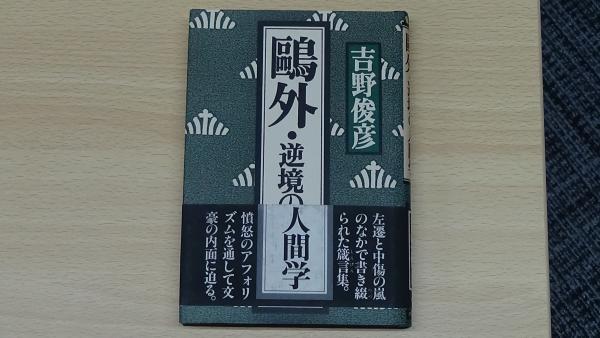 吉野俊彦
鷗外・逆境の人間学
左遷と中傷の嵐
のなかで書き綴
られた箴言集。
憤怒のアフォリ
ズムを通して文
豪の内面に迫る。